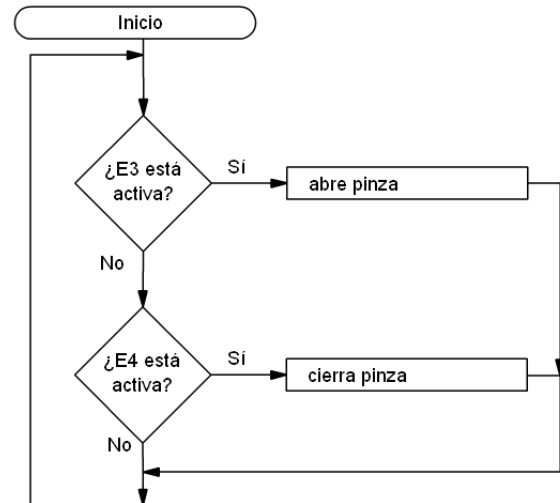 Inicio
¿E3 está
activa?
Sí
abre pinza
No
¿E4 está
activa?
Sí
cierra pinza
No